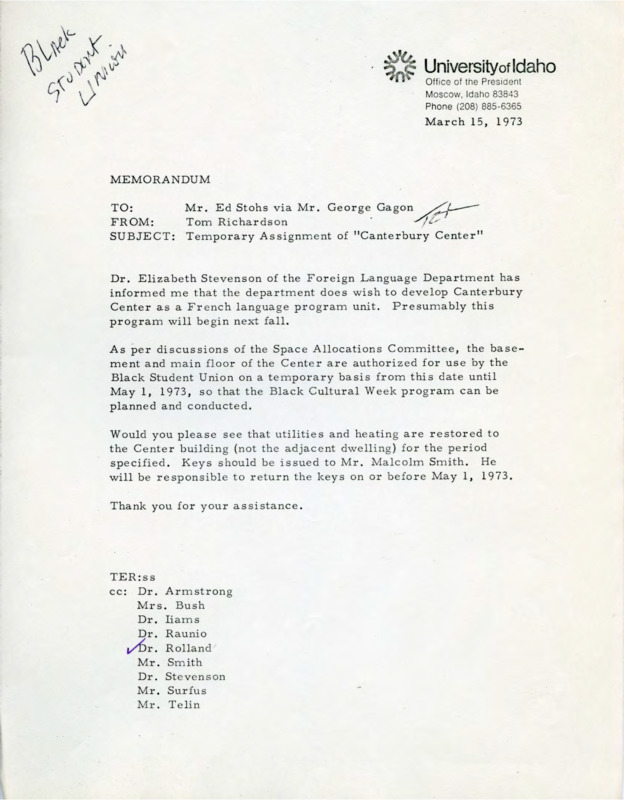 Black
Student
Union
University of Idaho
Office of the President
Moscow, Idaho 83843
Phone (208) 885-6365
March 15, 1973
MEMORANDUM
TO: Mr. Ed Stohs via Mr. George Gagon
FROM: Tom Richardson
SUBJECT: Temporary Assignment of "Canterbury Center"
Dr. Elizabeth Stevenson of the Foreign Language Department has
informed me that the department does wish to develop Canterbury
Center as a French language program unit. Presumably this
program will begin next fall.
As per discussions of the Space Allocations Committee, the base-
ment and main floor of the Center are authorized for use by the
Black Student Union on a temporary basis from this date until
May 1, 1973, so that the Black Cultural Week program can be
planned and conducted.
Would you please see that utilities and heating are restored to
the Center building (not the adjacent dwelling) for the period
specified. Keys should be issued to Mr. Malcolm Smith. He
will be responsible to return the keys on or before May 1, 1973.
Thank you for your assistance.
TER:ss
cc: Dr. Armstrong
Mrs. Bush
Dr. Iiams
Dr. Raunio
Dr. Rolland
Mr. Smith
Dr. Stevenson
Mr. Surfus
Mr. Telin